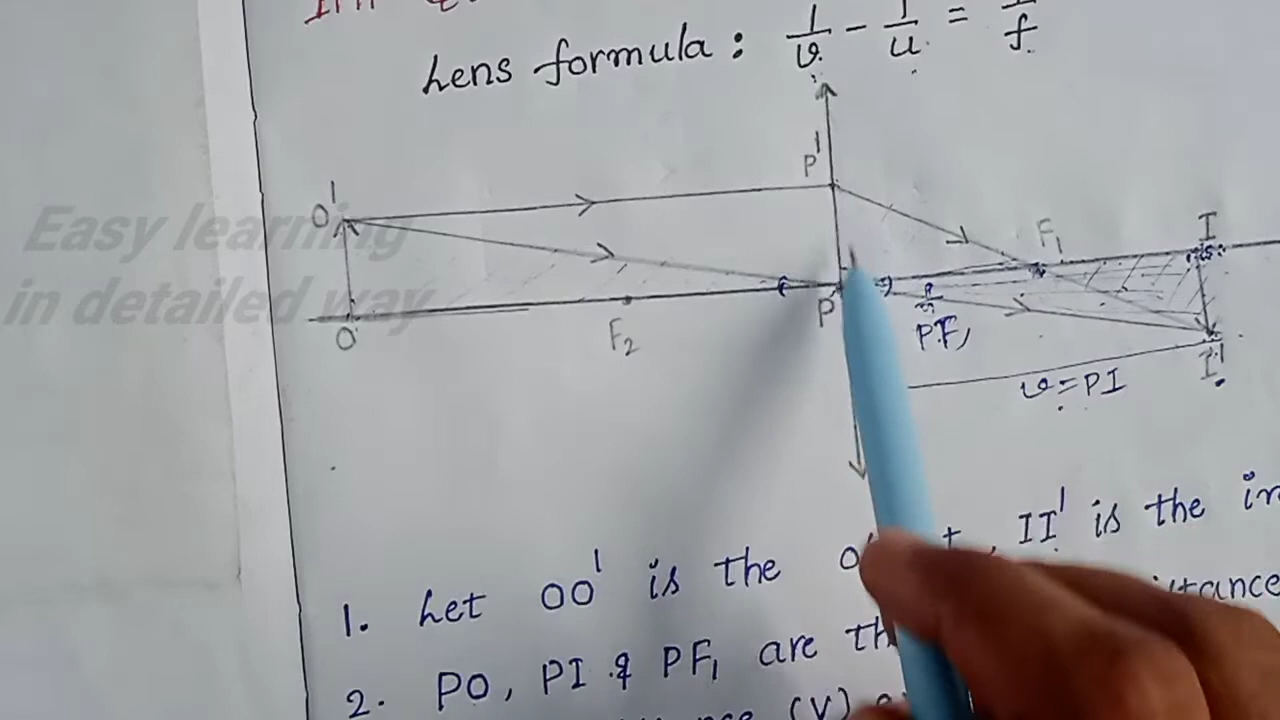 Lens formula : 1/v - 1/u = 1/f
P'
O'
F₁
I
Easy learning
in detailed way
O
F₂
P
PF₁
v = PI
I'
1. Let OO' is the , II' is the
2. PO, PI & PF₁ are
(V)